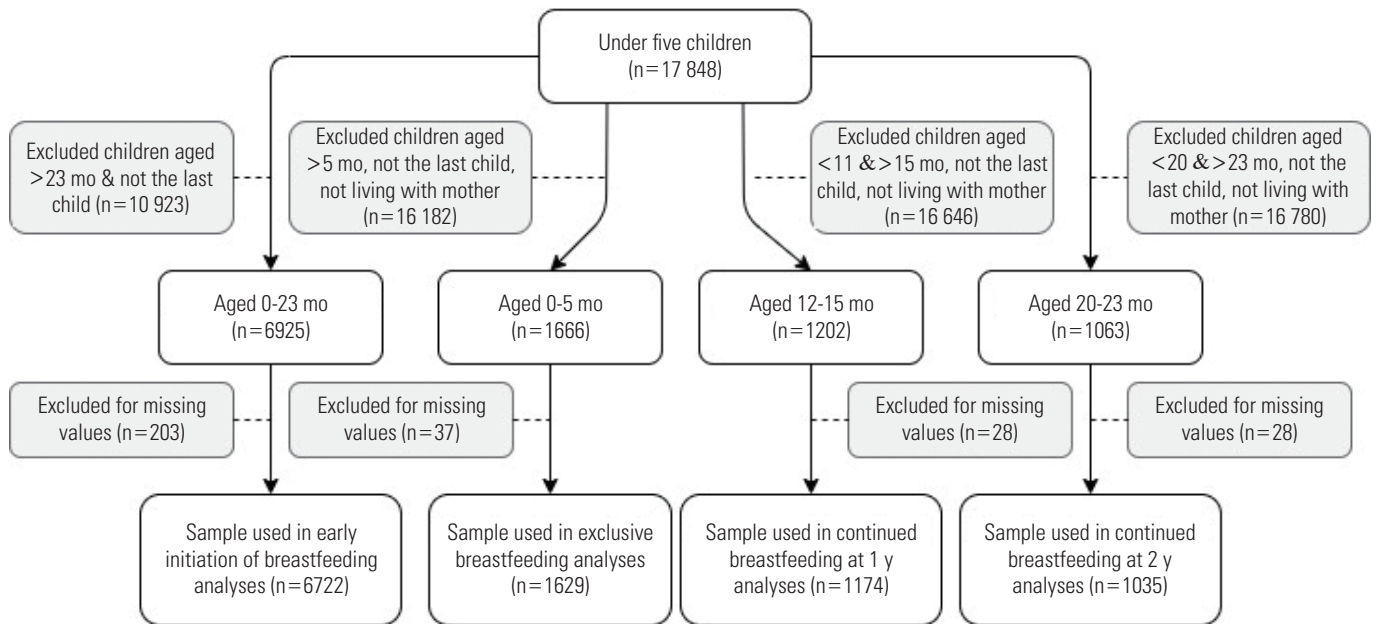 Under five children
(n=17 848)
Excluded children aged
>23 mo & not the last
child (n=10 923)
Excluded children aged
>5 mo, not the last child,
not living with mother
(n=16 182)
Excluded children aged
<11 & >15 mo, not the last
child, not living with mother
(n=16 646)
Excluded children aged
<20 & >23 mo, not the
last child, not living with
mother (n=16 780)
Aged 0-23 mo
(n=6925)
Aged 0-5 mo
(n=1666)
Aged 12-15 mo
(n=1202)
Aged 20-23 mo
(n=1063)
Excluded for missing
values (n=203)
Excluded for missing
values (n=37)
Excluded for missing
values (n=28)
Excluded for missing
values (n=28)
Sample used in early
initiation of breastfeeding
analyses (n=6722)
Sample used in exclusive
breastfeeding analyses
(n=1629)
Sample used in continued
breastfeeding at 1 y
analyses (n=1174)
Sample used in continued
breastfeeding at 2 y
analyses (n=1035)